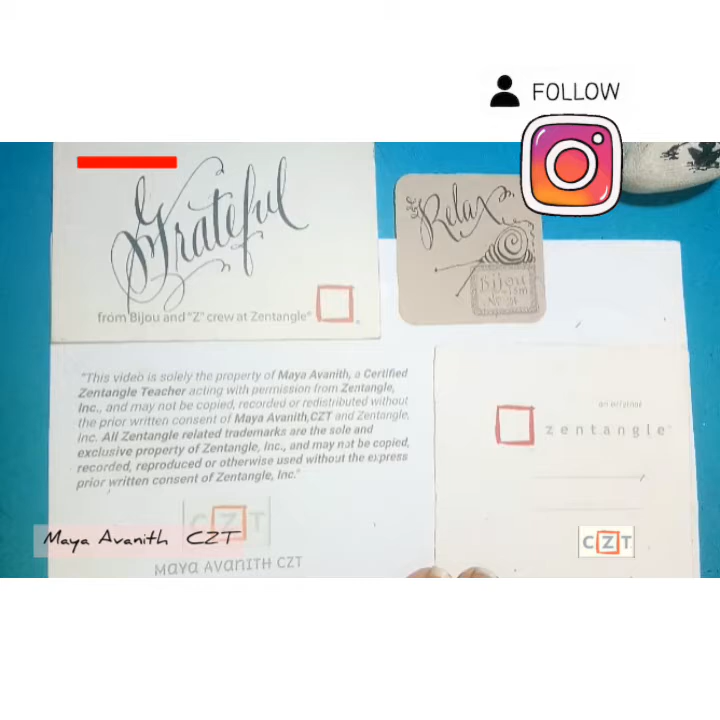 FOLLOW
Grateful
from Bijou and "Z" crew at Zentangle®
Relax
Bijou
ism
No 31
"This video is solely the property of Maya Avanith, a Certified
Zentangle Teacher acting with permission from Zentangle,
Inc., and may not be copied, recorded or redistributed without
the prior written consent of Maya Avanith,CZT and Zentangle,
Inc. All Zentangle related trademarks are the sole and
exclusive property of Zentangle, Inc., and may not be copied,
recorded, reproduced or otherwise used without the express
prior written consent of Zentangle, Inc."
CZT
Maya Avanith CZT
Maya Avanith CZT
zentangle
CZT